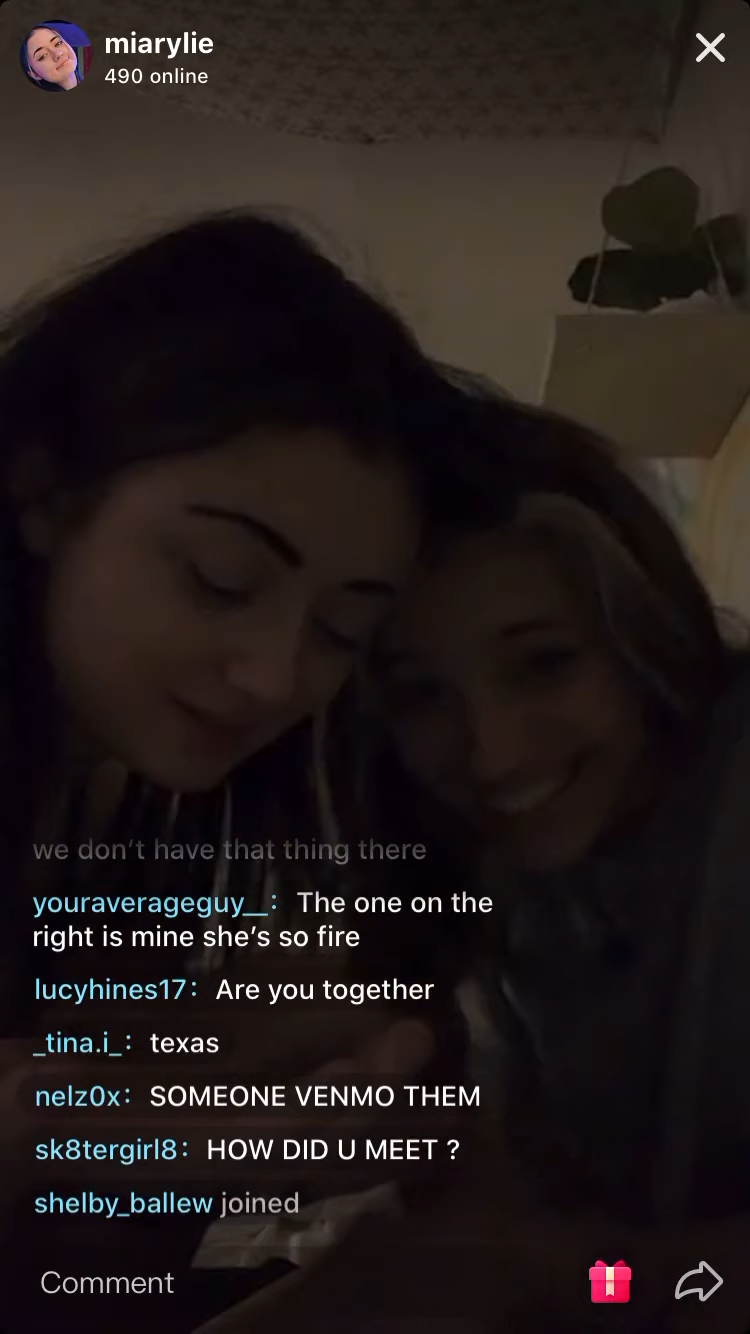 miarylie
490 online
we don’t have that thing there
youraverageguy__: The one on the
right is mine she’s so fire
lucyhines17: Are you together
_tina.i_: texas
nelz0x: SOMEONE VENMO THEM
sk8tergirl8: HOW DID U MEET ?
shelby_ballew joined
Comment